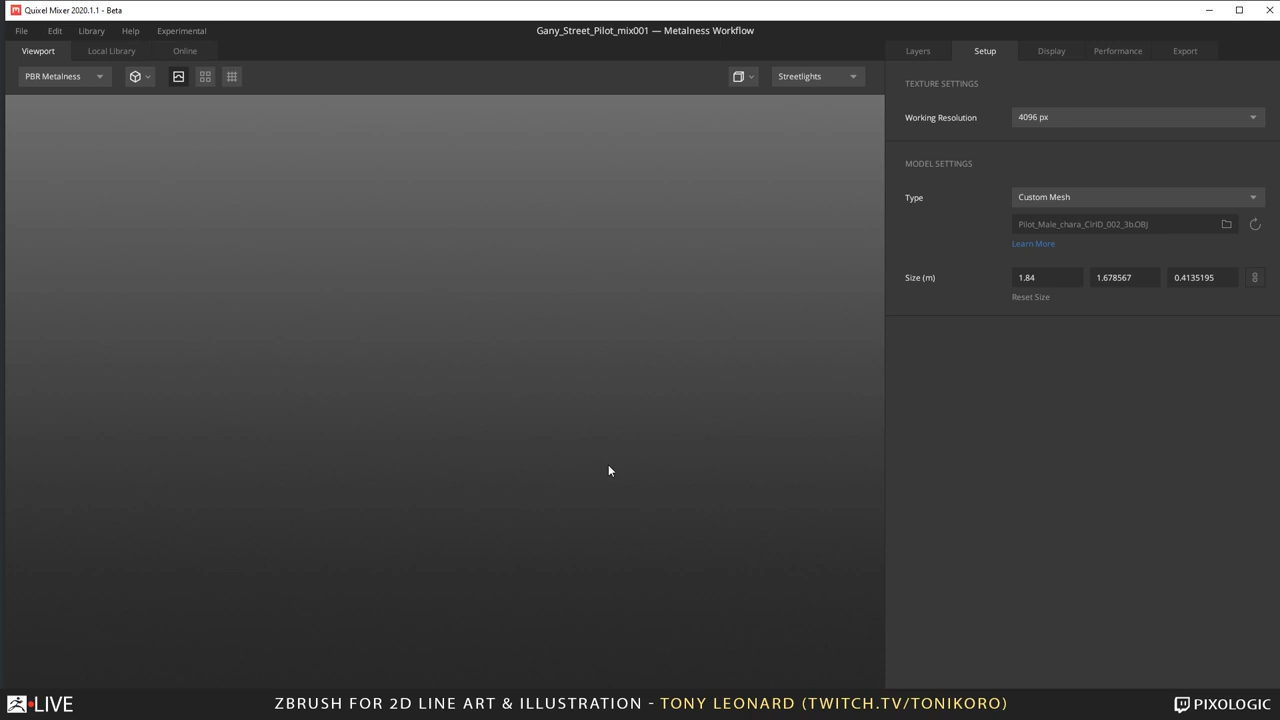 Quixel Mixer 2020.1.1 - Beta
File Edit Library Help Experimental
Gany_Street_Pilot_mix001 — Metalness Workflow
Viewport Local Library Online
Layers Setup Display Performance Export
PBR Metalness
Streetlights
TEXTURE SETTINGS
Working Resolution 4096 px
MODEL SETTINGS
Type Custom Mesh
Pilot_Male_chara_ClrID_002_3b.OBJ
Learn More
Size (m) 1.84 1.678567 0.4135195
Reset Size
LIVE
ZBRUSH FOR 2D LINE ART & ILLUSTRATION - TONY LEONARD (TWITCH.TV/TONIKORO)
PIXOLOGIC